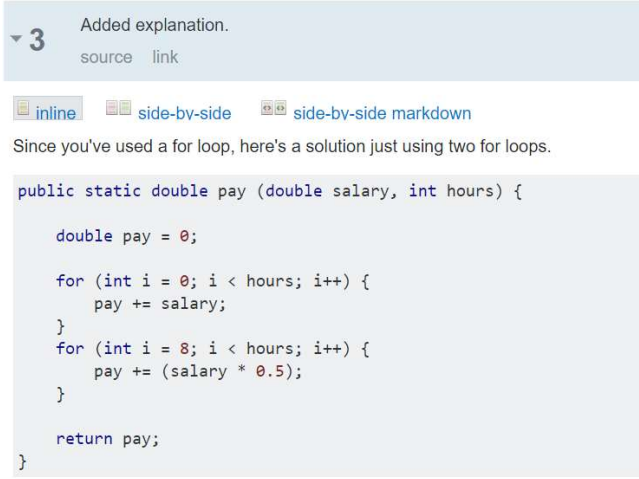 Added explanation.
3
source link
inline side-by-side side-by-side markdown
Since you've used a for loop, here's a solution just using two for loops.
public static double pay (double salary, int hours) {
    double pay = 0;
    for (int i = 0; i < hours; i++) {
        pay += salary;
    }
    for (int i = 8; i < hours; i++) {
        pay += (salary * 0.5);
    }
    return pay;
}